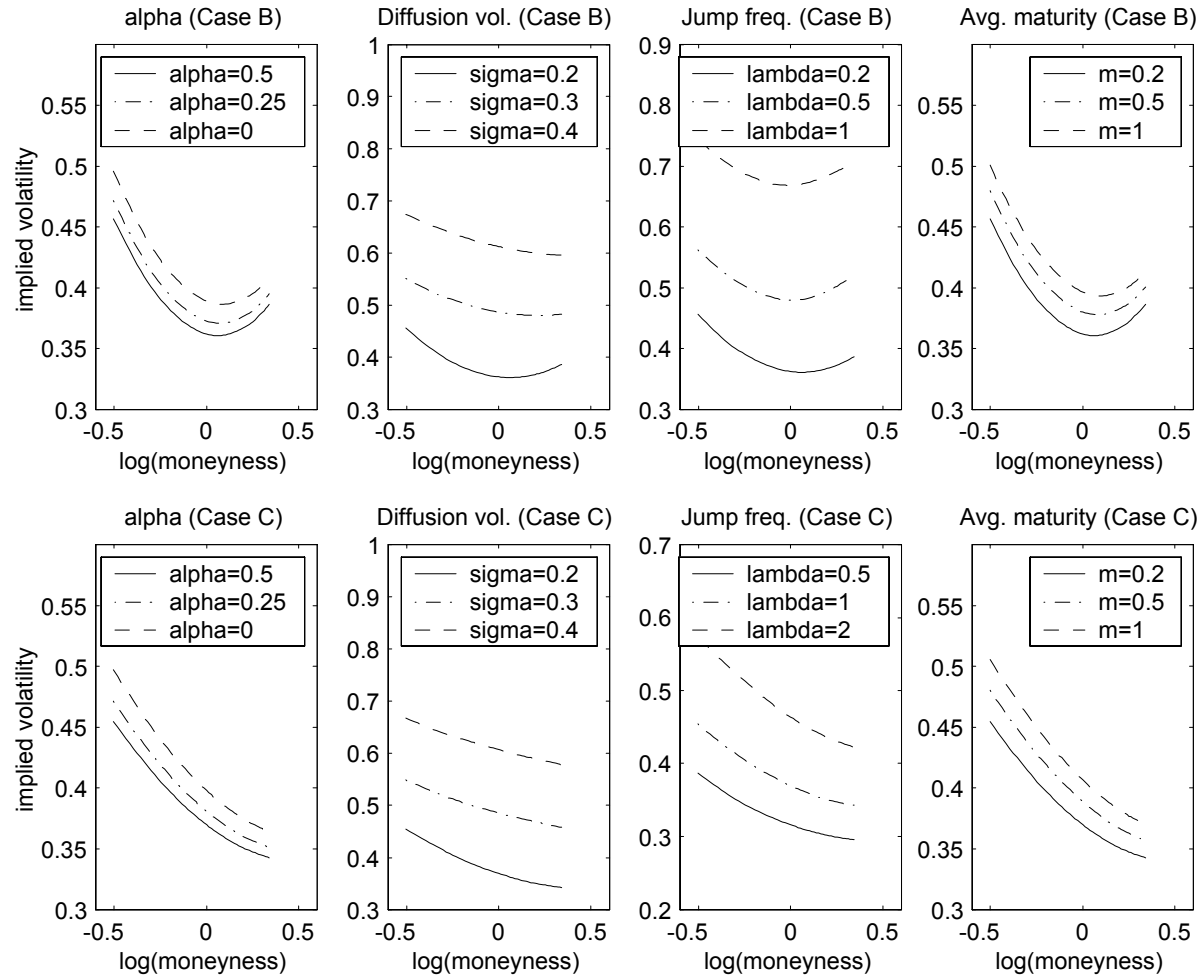 alpha (Case B)
0.55
0.5
0.45
0.4
0.35
0.3
-0.5 0 0.5
log(moneyness)
implied volatility
alpha=0.5
alpha=0.25
alpha=0
Diffusion vol. (Case B)
1
0.9
0.8
0.7
0.6
0.5
0.4
0.3
-0.5 0 0.5
log(moneyness)
sigma=0.2
sigma=0.3
sigma=0.4
Jump freq. (Case B)
0.9
0.8
0.7
0.6
0.5
0.4
0.3
-0.5 0 0.5
log(moneyness)
lambda=0.2
lambda=0.5
lambda=1
Avg. maturity (Case B)
0.55
0.5
0.45
0.4
0.35
0.3
-0.5 0 0.5
log(moneyness)
m=0.2
m=0.5
m=1
alpha (Case C)
0.55
0.5
0.45
0.4
0.35
0.3
-0.5 0 0.5
log(moneyness)
implied volatility
alpha=0.5
alpha=0.25
alpha=0
Diffusion vol. (Case C)
1
0.9
0.8
0.7
0.6
0.5
0.4
0.3
-0.5 0 0.5
log(moneyness)
sigma=0.2
sigma=0.3
sigma=0.4
Jump freq. (Case C)
0.7
0.6
0.5
0.4
0.3
0.2
-0.5 0 0.5
log(moneyness)
lambda=0.5
lambda=1
lambda=2
Avg. maturity (Case C)
0.55
0.5
0.45
0.4
0.35
0.3
-0.5 0 0.5
log(moneyness)
m=0.2
m=0.5
m=1